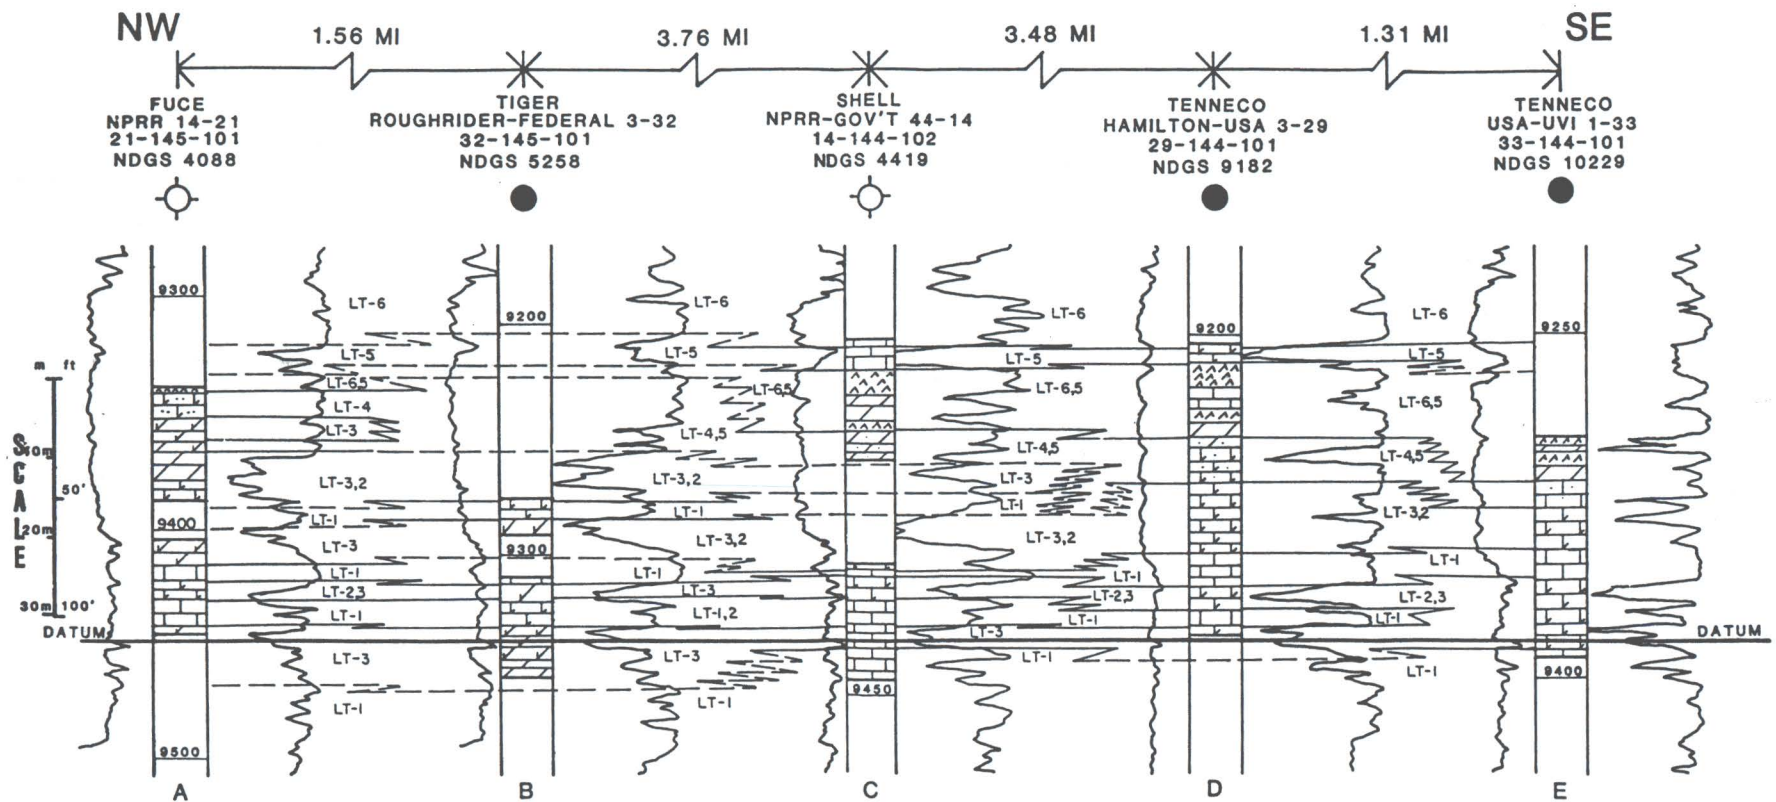 NW
1.56 MI
3.76 MI
3.48 MI
1.31 MI
SE
FUCE
NPRR 14-21
21-145-101
NDGS 4088
TIGER
ROUGHRIDER-FEDERAL 3-32
32-145-101
NDGS 5258
SHELL
NPRR-GOV'T 44-14
14-144-102
NDGS 4419
TENNECO
HAMILTON-USA 3-29
29-144-101
NDGS 9182
TENNECO
USA-UVI 1-33
33-144-101
NDGS 10229
m ft
SCALE
10m
50'
20m
30m 100'
DATUM
9300
9400
9500
A
LT-6
LT-5
LT-6,5
LT-4
LT-3
LT-3,2
LT-1
LT-3
LT-1
LT-2,3
LT-1
LT-3
LT-1
9200
9300
B
LT-6
LT-5
LT-6,5
LT-4,5
LT-3,2
LT-1
LT-3,2
LT-1
LT-3
LT-1,2
LT-3
LT-1
9450
C
LT-6
LT-5
LT-6,5
LT-4,5
LT-3
LT-1
LT-3,2
LT-1
LT-2,3
LT-1
LT-3
LT-1
9200
D
LT-6
LT-5
LT-6,5
LT-4,5
LT-3,2
LT-1
LT-2,3
LT-1
LT-1
9250
9400
E
DATUM